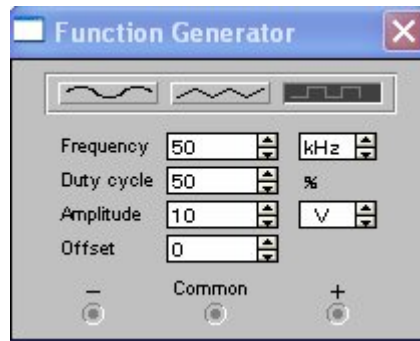 Function Generator
Frequency 50 kHz
Duty cycle 50 %
Amplitude 10 V
Offset 0
− Common +